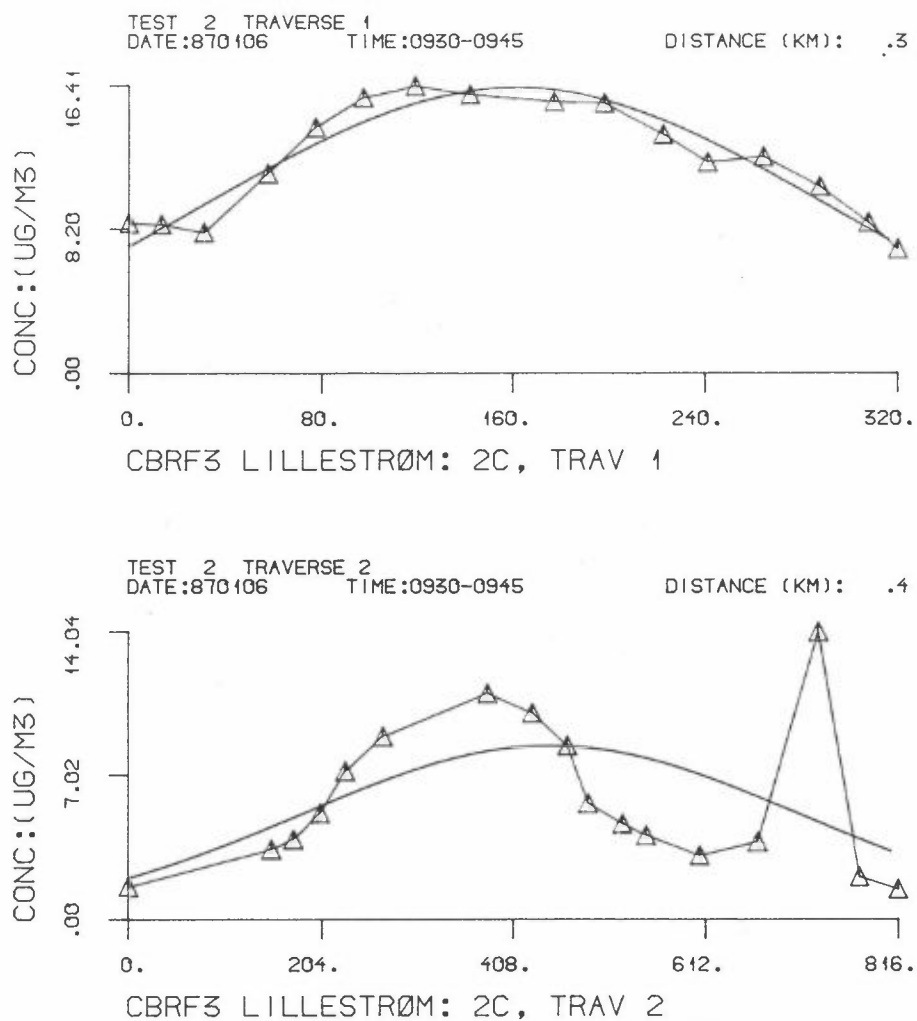 TEST 2 TRAVERSE 1
DATE:870106 TIME:0930-0945 DISTANCE (KM): .3
16.41
8.20
.00
CONC:(UG/M3)
0. 80. 160. 240. 320.
CBRF3 LILLESTRØM: 2C, TRAV 1
TEST 2 TRAVERSE 2
DATE:870106 TIME:0930-0945 DISTANCE (KM): .4
14.04
7.02
.00
CONC:(UG/M3)
0. 204. 408. 612. 816.
CBRF3 LILLESTRØM: 2C, TRAV 2